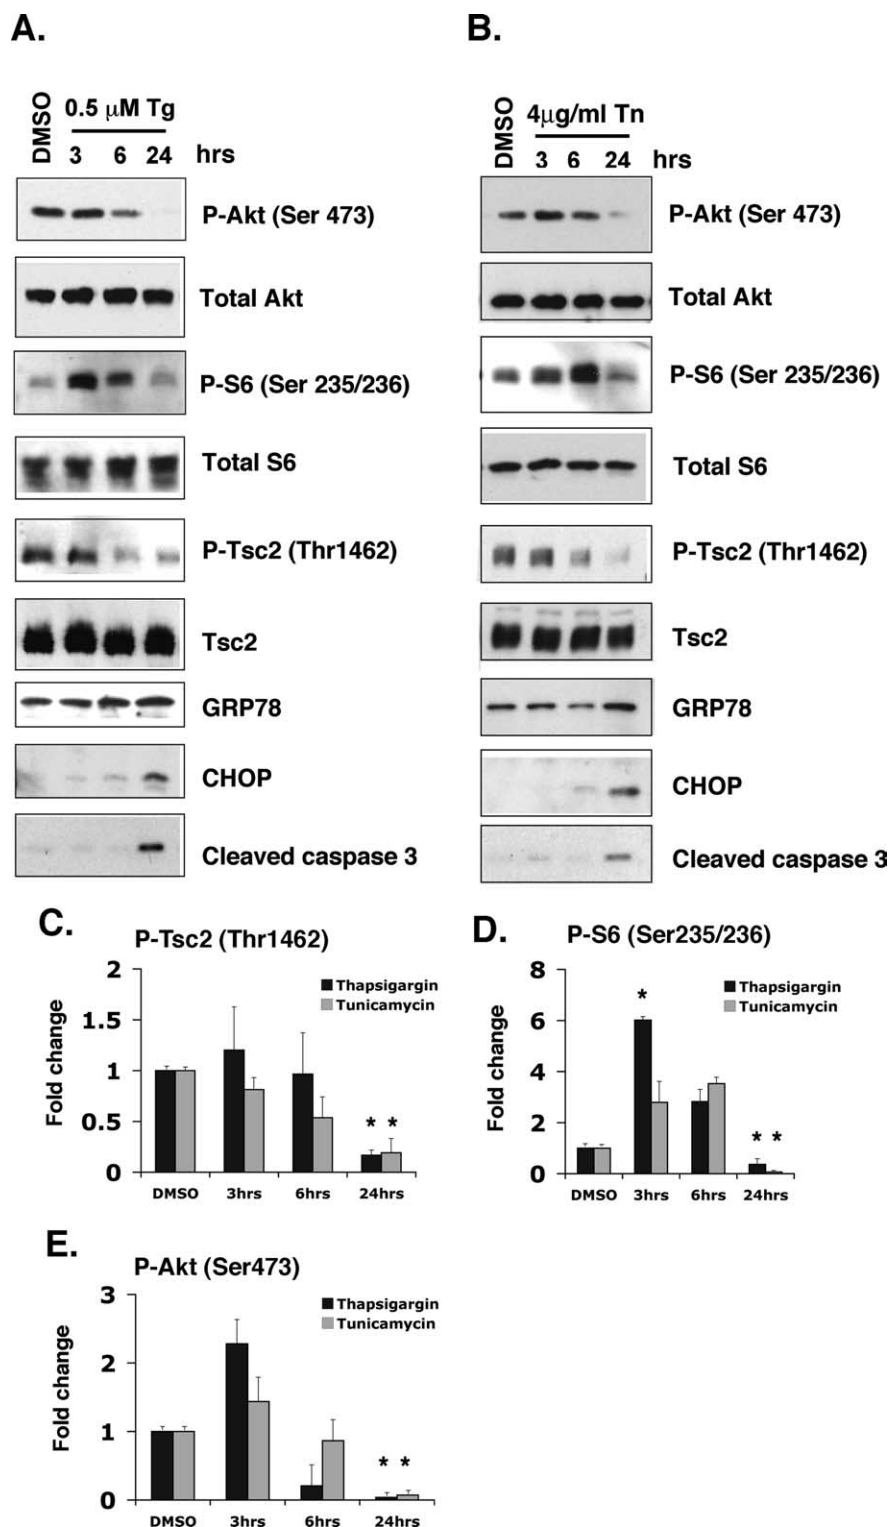 A.
DMSO
0.5 μM Tg
3 6 24 hrs
P-Akt (Ser 473)
Total Akt
P-S6 (Ser 235/236)
Total S6
P-Tsc2 (Thr1462)
Tsc2
GRP78
CHOP
Cleaved caspase 3
B.
DMSO
4μg/ml Tn
3 6 24 hrs
P-Akt (Ser 473)
Total Akt
P-S6 (Ser 235/236)
Total S6
P-Tsc2 (Thr1462)
Tsc2
GRP78
CHOP
Cleaved caspase 3
C.
P-Tsc2 (Thr1462)
Fold change
2
1.5
1
0.5
0
Thapsigargin
Tunicamycin
* *
DMSO 3hrs 6hrs 24hrs
D.
P-S6 (Ser235/236)
Fold change
8
6
4
2
0
Thapsigargin
Tunicamycin
*
* *
DMSO 3hrs 6hrs 24hrs
E.
P-Akt (Ser473)
Fold change
3
2
1
0
Thapsigargin
Tunicamycin
* *
DMSO 3hrs 6hrs 24hrs